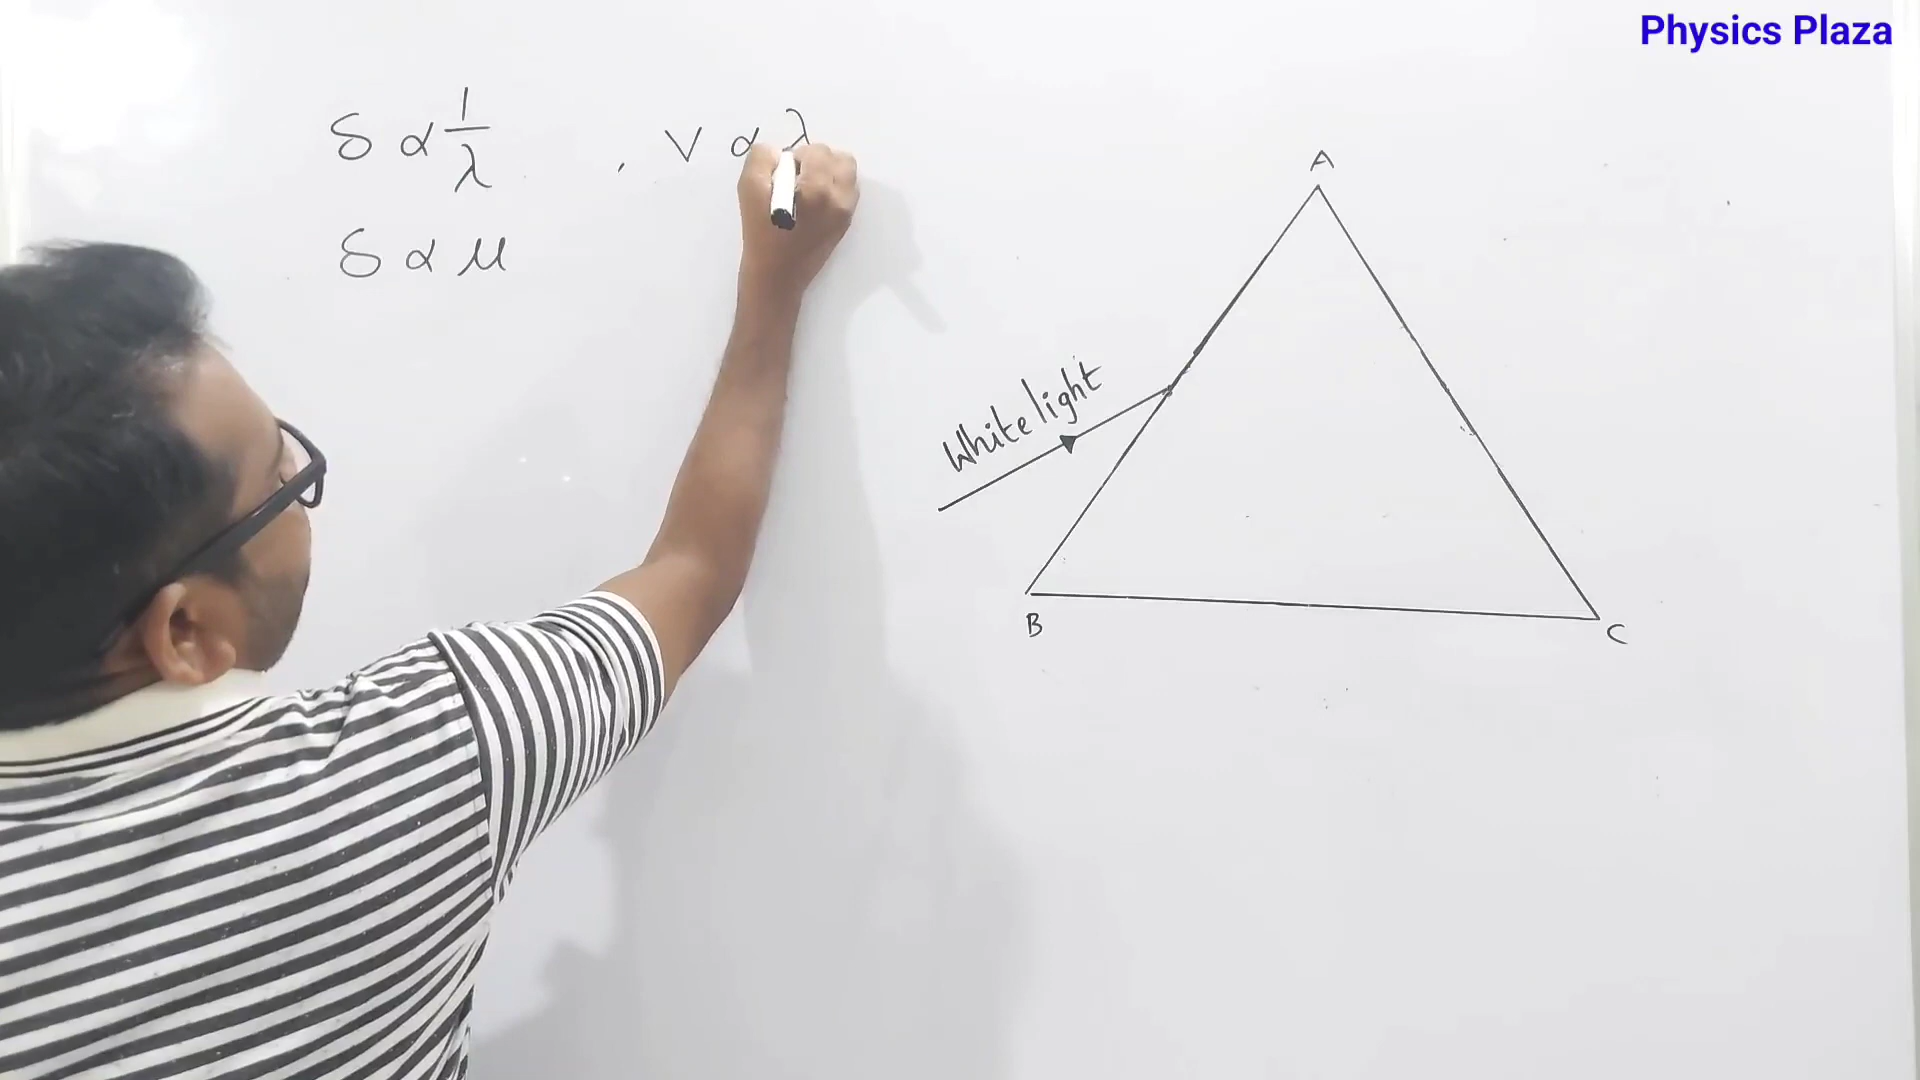 Physics Plaza
δ α 1/λ , V α λ
δ α μ
A
White light
B
C